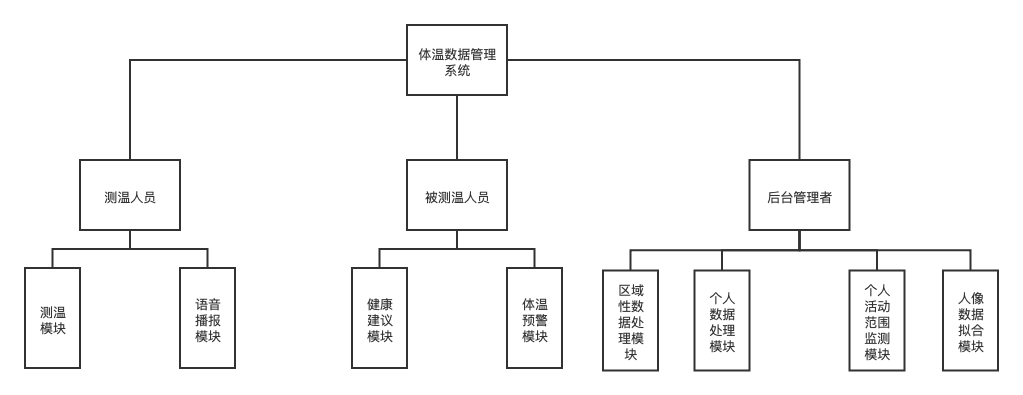 体温数据管理
系统
测温人员
被测温人员
后台管理者
测温
模块
语音
播报
模块
健康
建议
模块
体温
预警
模块
区域
性数
据处
理模
块
个人
数据
处理
模块
个人
活动
范围
监测
模块
人像
数据
拟合
模块